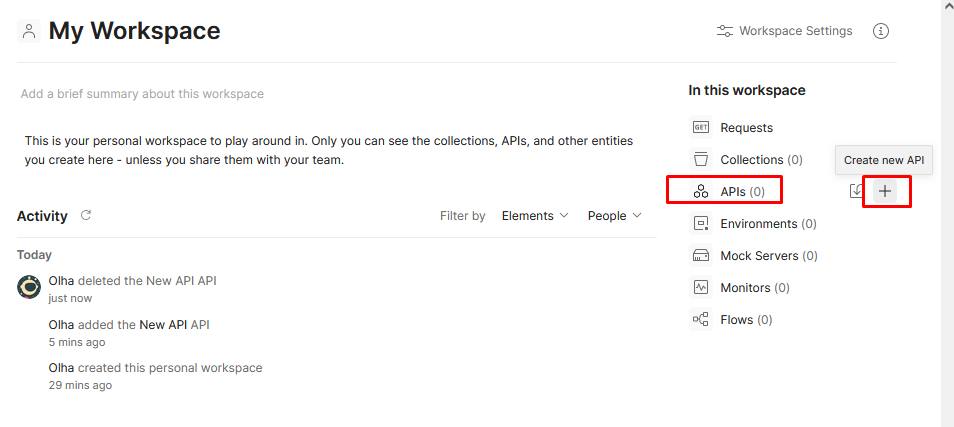 My Workspace
Workspace Settings
Add a brief summary about this workspace
This is your personal workspace to play around in. Only you can see the collections, APIs, and other entities
you create here - unless you share them with your team.
Activity
Filter by Elements People
Today
Olha deleted the New API API
just now
Olha added the New API API
5 mins ago
Olha created this personal workspace
29 mins ago
In this workspace
GET Requests
Collections (0)
Create new API
APIs (0)
Environments (0)
Mock Servers (0)
Monitors (0)
Flows (0)